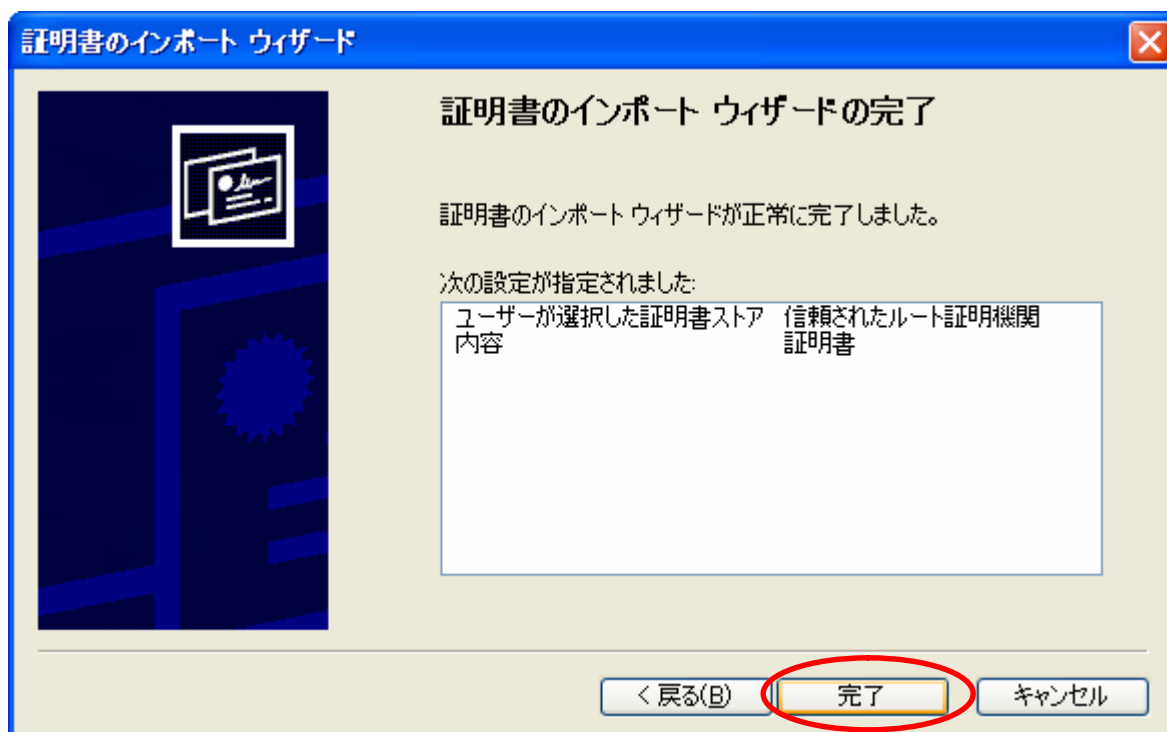 証明書のインポート ウィザード
証明書のインポート ウィザードの完了
証明書のインポート ウィザードが正常に完了しました。
次の設定が指定されました:
ユーザーが選択した証明書ストア 信頼されたルート証明機関
内容 証明書
< 戻る(B) 完了 キャンセル